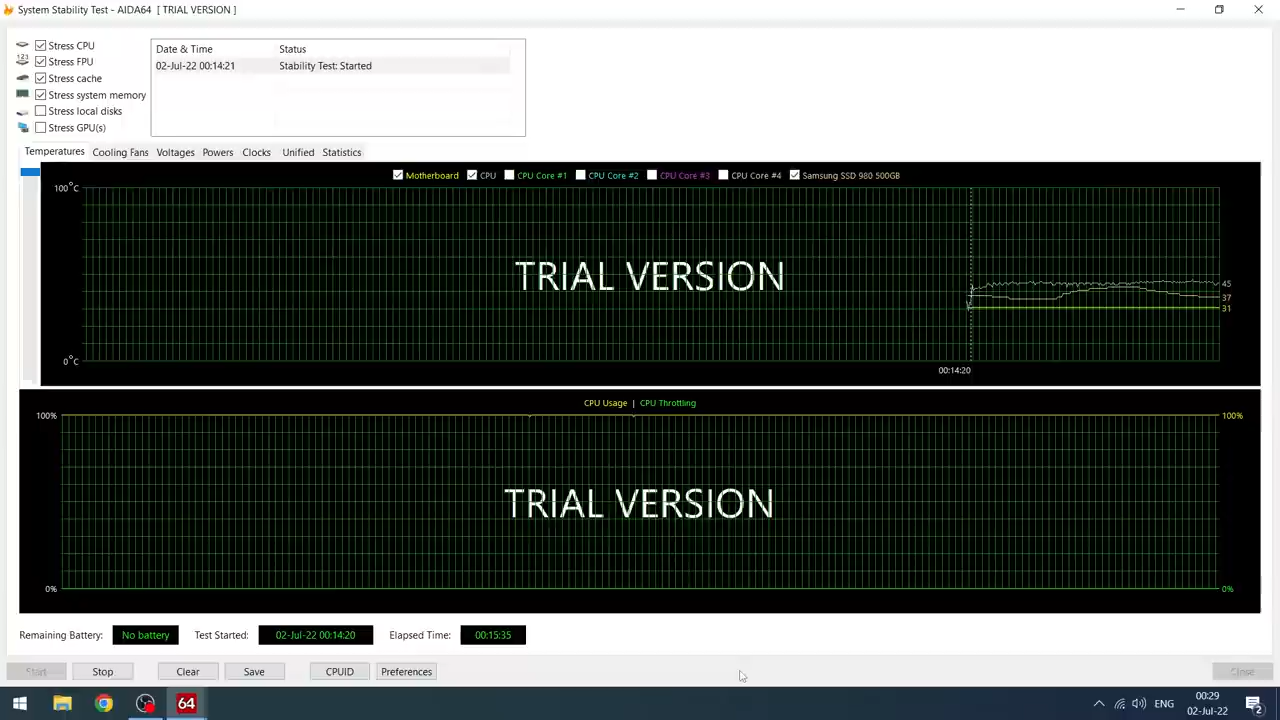 System Stability Test - AIDA64 [ TRIAL VERSION ]
Stress CPU
Stress FPU
Stress cache
Stress system memory
Stress local disks
Stress GPU(s)
Date & Time Status
02-Jul-22 00:14:21 Stability Test: Started
Temperatures Cooling Fans Voltages Powers Clocks Unified Statistics
Motherboard CPU CPU Core #1 CPU Core #2 CPU Core #3 CPU Core #4 Samsung SSD 980 500GB
100°C
TRIAL VERSION
45
37
31
0°C
00:14:20
CPU Usage | CPU Throttling
100% 100%
TRIAL VERSION
0% 0%
Remaining Battery: No battery Test Started: 02-Jul-22 00:14:20 Elapsed Time: 00:15:35
Start Stop Clear Save CPUID Preferences Close
64 ENG 00:29
02-Jul-22 2